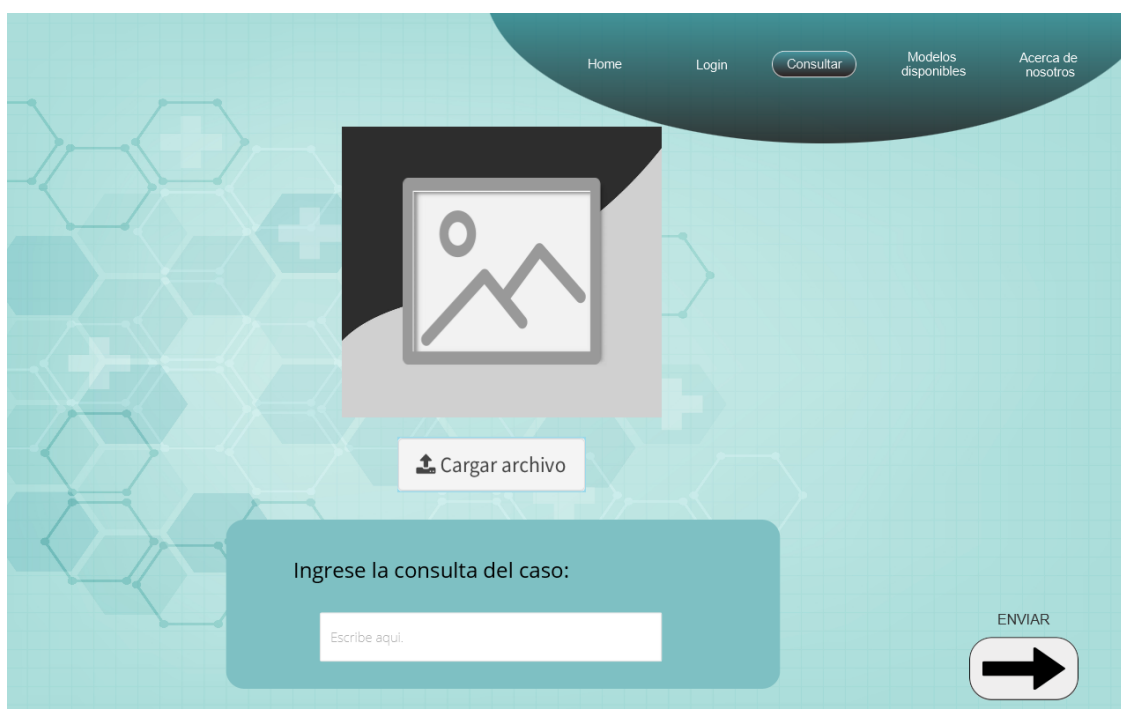 Home
Login
Consultar
Modelos
disponibles
Acerca de
nosotros
Cargar archivo
Ingrese la consulta del caso:
Escribe aquí.
ENVIAR